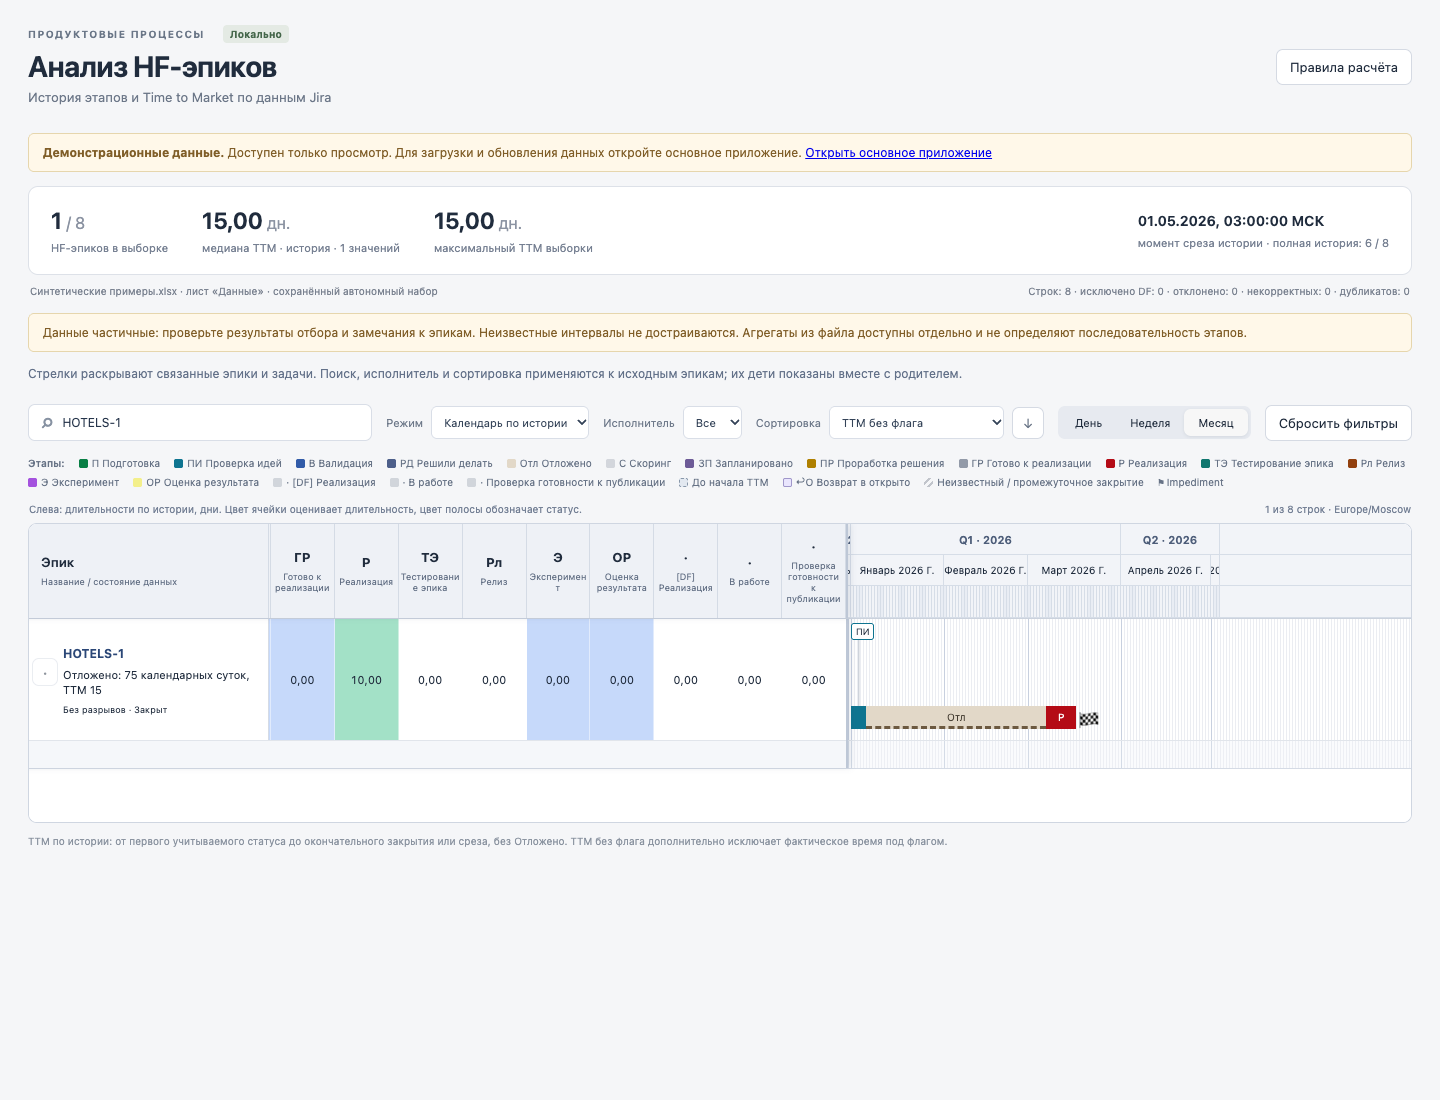 ПРОДУКТОВЫЕ ПРОЦЕССЫ Локально
Анализ HF-эпиков
Правила расчёта
История этапов и Time to Market по данным Jira
Демонстрационные данные. Доступен только просмотр. Для загрузки и обновления данных откройте основное приложение. Открыть основное приложение
1 / 8
HF-эпиков в выборке
15,00 дн.
медиана ТТМ · история · 1 значений
15,00 дн.
максимальный ТТМ выборки
01.05.2026, 03:00:00 МСК
момент среза истории · полная история: 6 / 8
Синтетические примеры.xlsx · лист «Данные» · сохранённый автономный набор
Строк: 8 · исключено DF: 0 · отклонено: 0 · некорректных: 0 · дубликатов: 0
Данные частичные: проверьте результаты отбора и замечания к эпикам. Неизвестные интервалы не достраиваются. Агрегаты из файла доступны отдельно и не определяют последовательность этапов.
Стрелки раскрывают связанные эпики и задачи. Поиск, исполнитель и сортировка применяются к исходным эпикам; их дети показаны вместе с родителем.
HOTELS-1 Режим Календарь по истории Исполнитель Все Сортировка ТТМ без флага ↓ День Неделя Месяц Сбросить фильтры
Этапы: П Подготовка ПИ Проверка идей В Валидация РД Решили делать Отл Отложено С Скоринг ЗП Запланировано ПР Проработка решения ГР Готово к реализации Р Реализация ТЭ Тестирование эпика Рл Релиз
Э Эксперимент ОР Оценка результата · [DF] Реализация · В работе · Проверка готовности к публикации До начала ТТМ ↩О Возврат в открыто Неизвестный / промежуточное закрытие ⚑ Impediment
Слева: длительности по истории, дни. Цвет ячейки оценивает длительность, цвет полосы обозначает статус.
1 из 8 строк · Europe/Moscow
Эпик
Название / состояние данных
ГР
Готово к
реализации
Р
Реализация
ТЭ
Тестировани
е эпика
Рл
Релиз
Э
Эксперимен
т
ОР
Оценка
результата
·
[DF]
Реализация
·
В работе
·
Проверка
готовности
к
публикации
Q1 · 2026
Q2 · 2026
Январь 2026 Г.
Февраль 2026 Г.
Март 2026 Г.
Апрель 2026 Г.
HOTELS-1
Отложено: 75 календарных суток,
ТТМ 15
Без разрывов · Закрыт
0,00 10,00 0,00 0,00 0,00 0,00 0,00 0,00 0,00
ПИ
Отл
Р
ТТМ по истории: от первого учитываемого статуса до окончательного закрытия или среза, без Отложено. ТТМ без флага дополнительно исключает фактическое время под флагом.